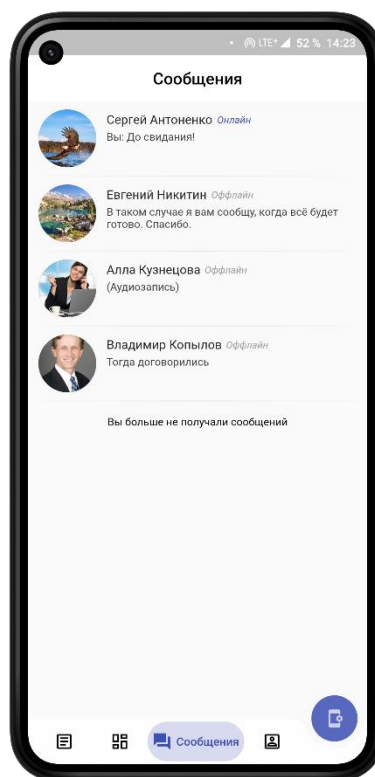 LTE+ 52 % 14:23
Сообщения
Сергей Антоненко Онлайн
Вы: До свидания!
Евгений Никитин Оффлайн
В таком случае я вам сообщу, когда всё будет
готово. Спасибо.
Алла Кузнецова Оффлайн
(Аудиозапись)
Владимир Копылов Оффлайн
Тогда договорились
Вы больше не получали сообщений
Сообщения